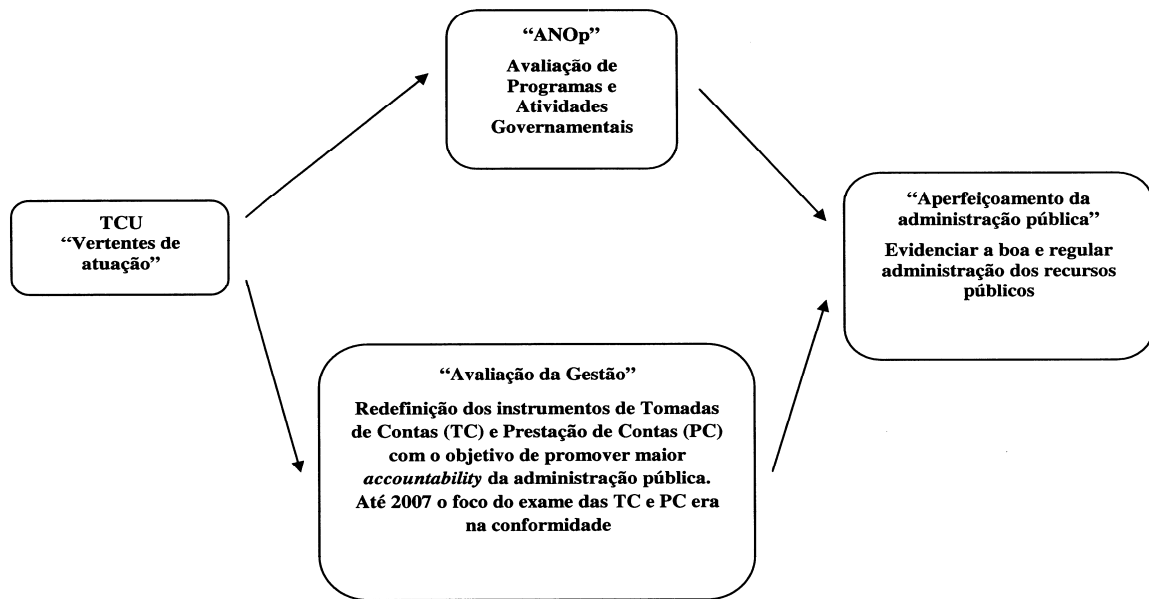 “ANOp”
Avaliação de
Programas e
Atividades
Governamentais
TCU
“Vertentes de
atuação”
“Aperfeiçoamento da
administração pública”
Evidenciar a boa e regular
administração dos recursos
públicos
“Avaliação da Gestão”
Redefinição dos instrumentos de Tomadas
de Contas (TC) e Prestação de Contas (PC)
com o objetivo de promover maior
accountability da administração pública.
Até 2007 o foco do exame das TC e PC era
na conformidade